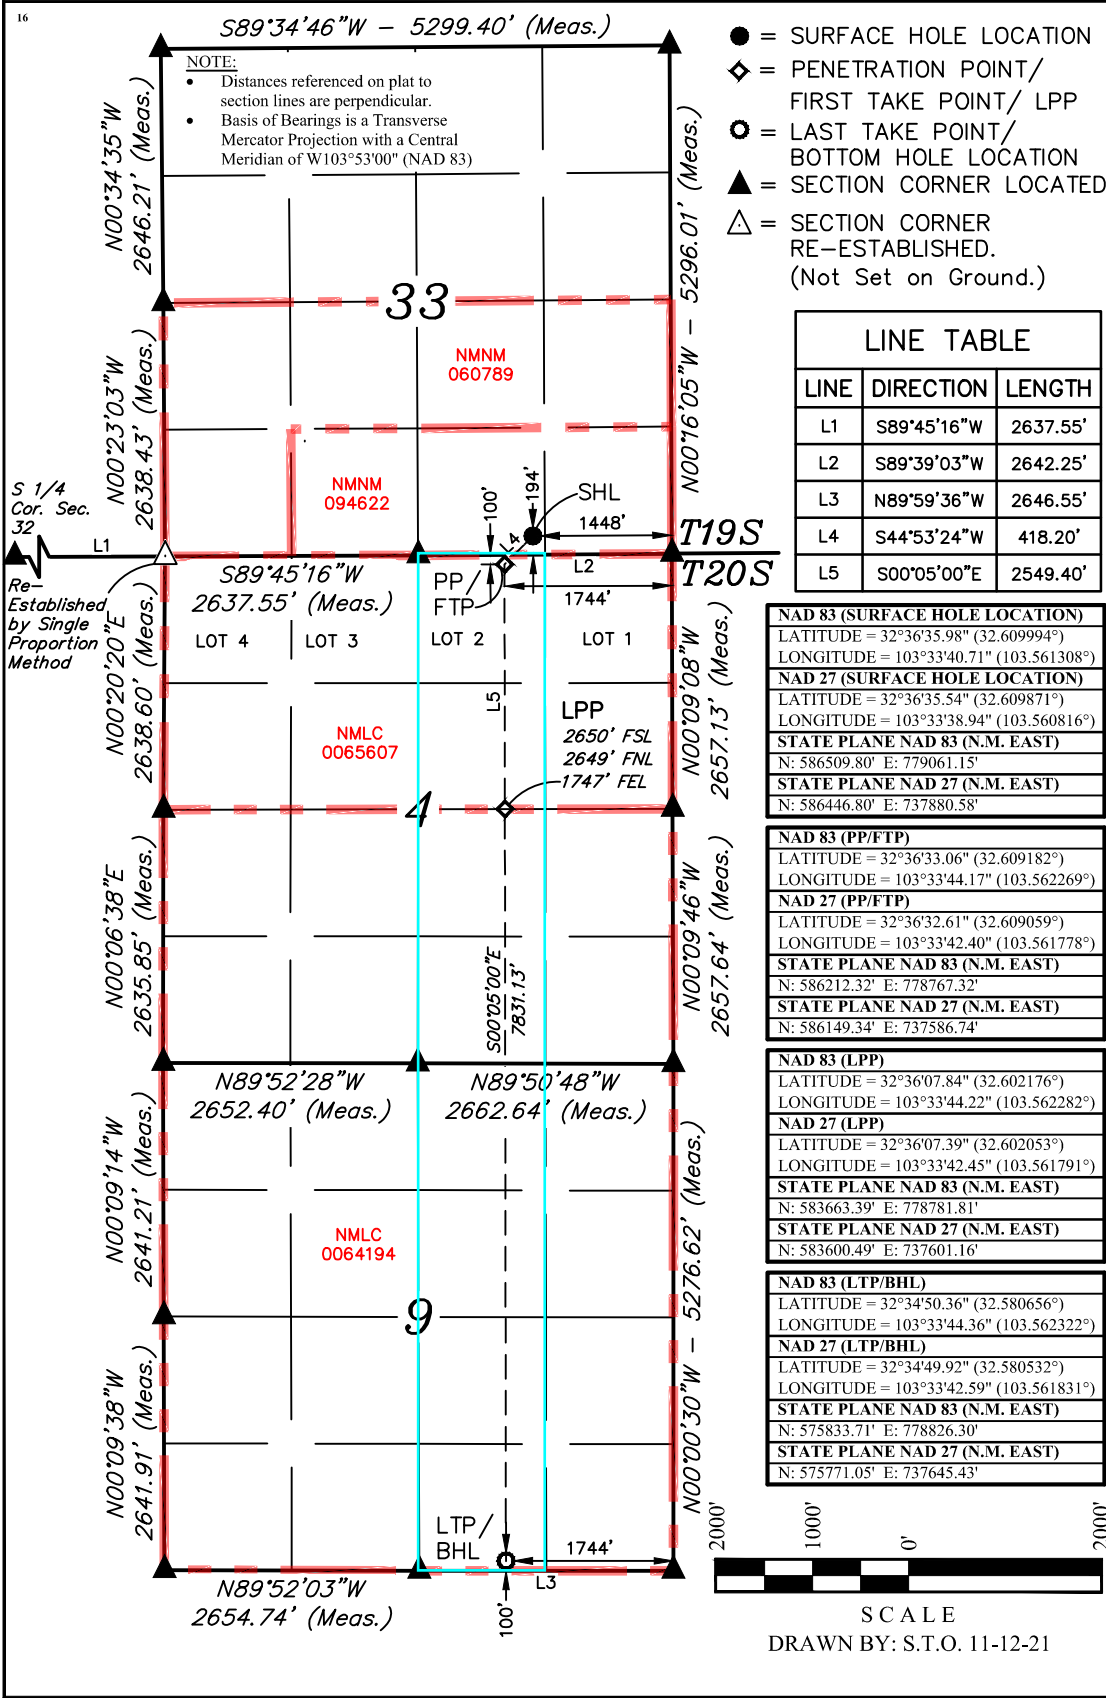 16
S89°34'46"W – 5299.40' (Meas.)
NOTE:
• Distances referenced on plat to
section lines are perpendicular.
• Basis of Bearings is a Transverse
Mercator Projection with a Central
Meridian of W103°53'00" (NAD 83)
● = SURFACE HOLE LOCATION
= PENETRATION POINT/
FIRST TAKE POINT/ LPP
= LAST TAKE POINT/
BOTTOM HOLE LOCATION
▲ = SECTION CORNER LOCATED
△ = SECTION CORNER
RE-ESTABLISHED.
(Not Set on Ground.)
N00°34'35"W
2646.21' (Meas.)
N00°16'05"W – 5296.01' (Meas.)
33
NMNM
060789
N00°23'03"W
2638.43' (Meas.)
NMNM
094622
LINE TABLE
LINE DIRECTION LENGTH
L1 S89°45'16"W 2637.55'
L2 S89°39'03"W 2642.25'
L3 N89°59'36"W 2646.55'
L4 S44°53'24"W 418.20'
L5 S00°05'00"E 2549.40'
S 1/4
Cor. Sec.
32
L1
Re-
Established
by Single
Proportion
Method
100'
194'
SHL
1448'
L4
T19S
T20S
L2
1744'
PP/
FTP
S89°45'16"W
2637.55' (Meas.)
LOT 4
LOT 3
LOT 2
LOT 1
N00°20'20"E
2638.60' (Meas.)
N00°09'08"W
2657.13' (Meas.)
L5
LPP
2650' FSL
2649' FNL
1747' FEL
NMLC
0065607
4
N00°06'38"E
2635.85' (Meas.)
N00°09'46"W
2657.64' (Meas.)
S00°05'00"E
7831.13'
N89°52'28"W
2652.40' (Meas.)
N89°50'48"W
2662.64' (Meas.)
N00°09'14"W
2641.21' (Meas.)
NMLC
0064194
N00°00'30"W – 5276.62' (Meas.)
9
N00°09'38"W
2641.91' (Meas.)
LTP/
BHL
1744'
L3
100'
N89°52'03"W
2654.74' (Meas.)
NAD 83 (SURFACE HOLE LOCATION)
LATITUDE = 32°36'35.98" (32.609994°)
LONGITUDE = 103°33'40.71" (103.561308°)
NAD 27 (SURFACE HOLE LOCATION)
LATITUDE = 32°36'35.54" (32.609871°)
LONGITUDE = 103°33'38.94" (103.560816°)
STATE PLANE NAD 83 (N.M. EAST)
N: 586509.80' E: 779061.15'
STATE PLANE NAD 27 (N.M. EAST)
N: 586446.80' E: 737880.58'
NAD 83 (PP/FTP)
LATITUDE = 32°36'33.06" (32.609182°)
LONGITUDE = 103°33'44.17" (103.562269°)
NAD 27 (PP/FTP)
LATITUDE = 32°36'32.61" (32.609059°)
LONGITUDE = 103°33'42.40" (103.561778°)
STATE PLANE NAD 83 (N.M. EAST)
N: 586212.32' E: 778767.32'
STATE PLANE NAD 27 (N.M. EAST)
N: 586149.34' E: 737586.74'
NAD 83 (LPP)
LATITUDE = 32°36'07.84" (32.602176°)
LONGITUDE = 103°33'44.22" (103.562282°)
NAD 27 (LPP)
LATITUDE = 32°36'07.39" (32.602053°)
LONGITUDE = 103°33'42.45" (103.561791°)
STATE PLANE NAD 83 (N.M. EAST)
N: 583663.39' E: 778781.81'
STATE PLANE NAD 27 (N.M. EAST)
N: 583600.49' E: 737601.16'
NAD 83 (LTP/BHL)
LATITUDE = 32°34'50.36" (32.580656°)
LONGITUDE = 103°33'44.36" (103.562322°)
NAD 27 (LTP/BHL)
LATITUDE = 32°34'49.92" (32.580532°)
LONGITUDE = 103°33'42.59" (103.561831°)
STATE PLANE NAD 83 (N.M. EAST)
N: 575833.71' E: 778826.30'
STATE PLANE NAD 27 (N.M. EAST)
N: 575771.05' E: 737645.43'
2000' 1000' 0' 2000'
SCALE
DRAWN BY: S.T.O. 11-12-21